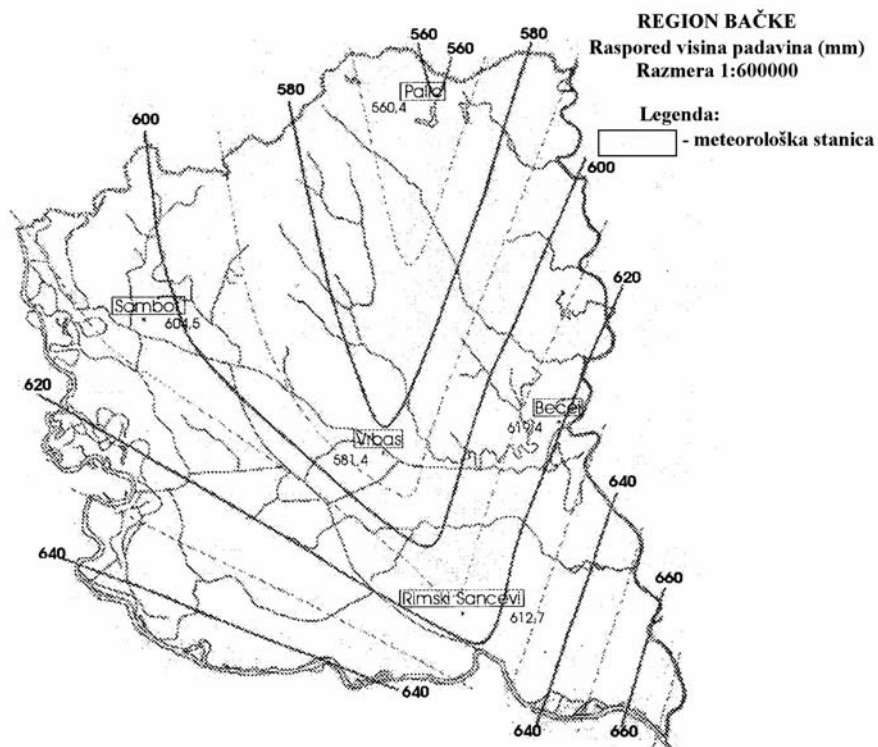 REGION BAČKE
Raspored visina padavina (mm)
Razmera 1:600000
Legenda:
- meteorološka stanica
560
560
580
580
600
600
620
620
640
640
640
640
660
660
Palić
560,4
Sombor
604,5
Bečej
619,4
Vrbas
581,4
Rimski Šančevi
612,7